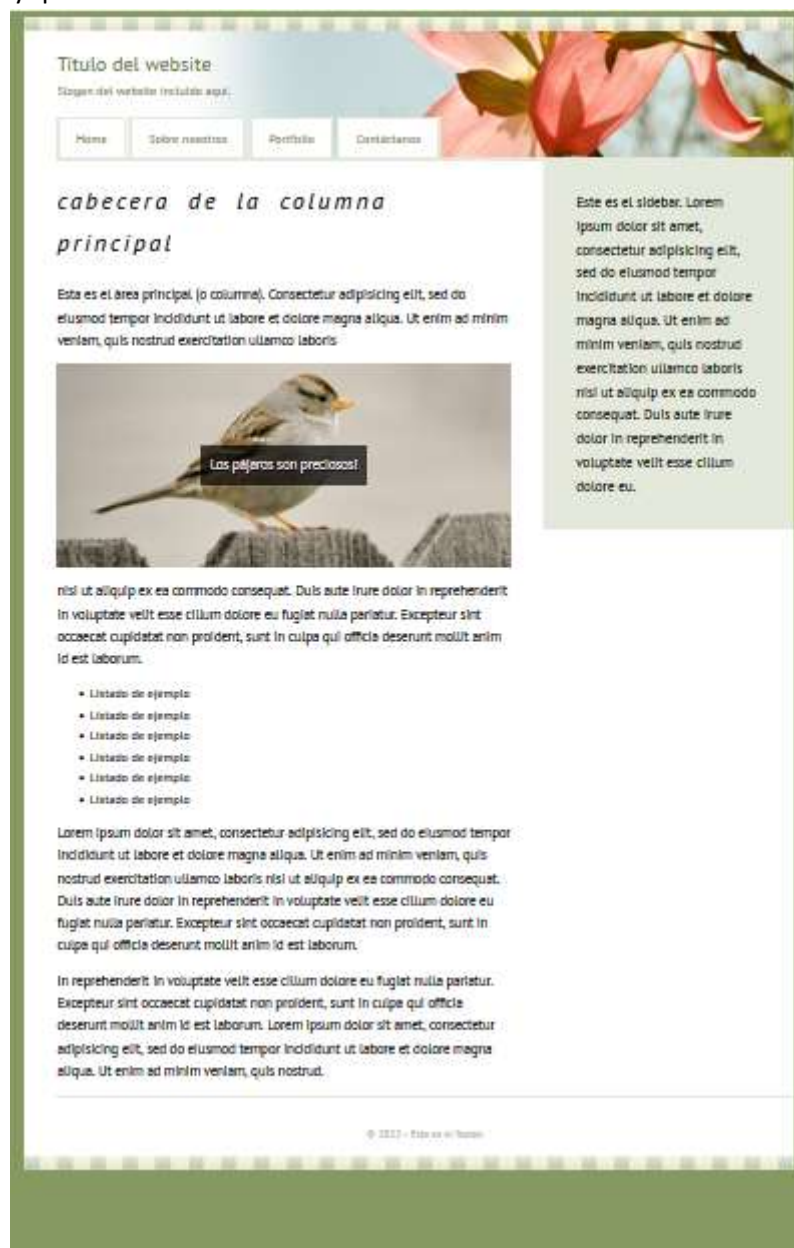 Título del website
Slogan del website incluido aquí.
Home
Sobre nosotros
Portfolio
Contáctanos
cabecera de la columna
principal
Esta es el área principal (o columna). Consectetur adipisicing elit, sed do
eiusmod tempor incididunt ut labore et dolore magna aliqua. Ut enim ad minim
veniam, quis nostrud exercitation ullamco laboris
Los pájaros son preciosos!
nisi ut aliquip ex ea commodo consequat. Duis aute irure dolor in reprehenderit
in voluptate velit esse cillum dolore eu fugiat nulla pariatur. Excepteur sint
occaecat cupidatat non proident, sunt in culpa qui officia deserunt mollit anim
id est laborum.
• Listado de ejemplo
• Listado de ejemplo
• Listado de ejemplo
• Listado de ejemplo
• Listado de ejemplo
• Listado de ejemplo
Lorem ipsum dolor sit amet, consectetur adipisicing elit, sed do eiusmod tempor
incididunt ut labore et dolore magna aliqua. Ut enim ad minim veniam, quis
nostrud exercitation ullamco laboris nisi ut aliquip ex ea commodo consequat.
Duis aute irure dolor in reprehenderit in voluptate velit esse cillum dolore eu
fugiat nulla pariatur. Excepteur sint occaecat cupidatat non proident, sunt in
culpa qui officia deserunt mollit anim id est laborum.
In reprehenderit in voluptate velit esse cillum dolore eu fugiat nulla pariatur.
Excepteur sint occaecat cupidatat non proident, sunt in culpa qui officia
deserunt mollit anim id est laborum. Lorem ipsum dolor sit amet, consectetur
adipisicing elit, sed do eiusmod tempor incididunt ut labore et dolore magna
aliqua. Ut enim ad minim veniam, quis nostrud.
Este es el sidebar. Lorem
ipsum dolor sit amet,
consectetur adipisicing elit,
sed do eiusmod tempor
incididunt ut labore et dolore
magna aliqua. Ut enim ad
minim veniam, quis nostrud
exercitation ullamco laboris
nisi ut aliquip ex ea commodo
consequat. Duis aute irure
dolor in reprehenderit in
voluptate velit esse cillum
dolore eu.
- Este es el footer